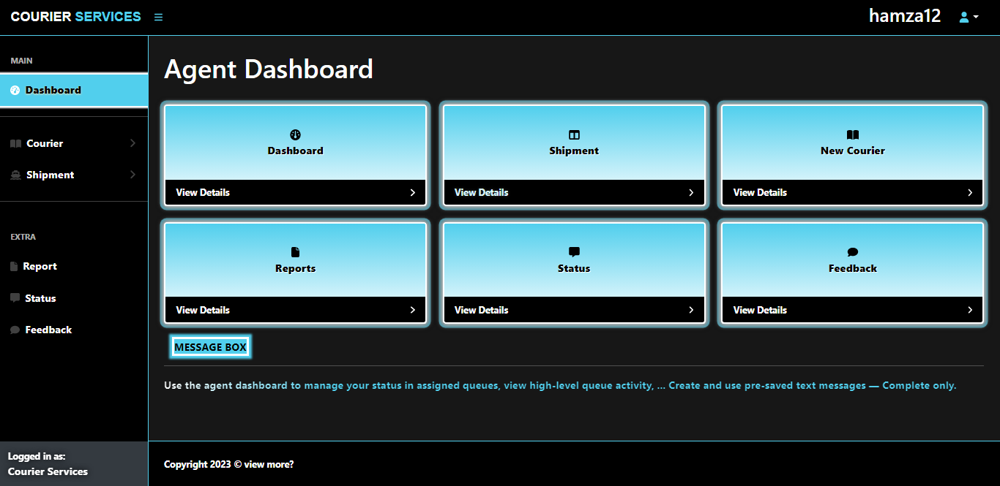 COURIER SERVICES
hamza12
MAIN
Dashboard
Courier
Shipment
EXTRA
Report
Status
Feedback
Logged in as:
Courier Services
Agent Dashboard
Dashboard
View Details
Shipment
View Details
New Courier
View Details
Reports
View Details
Status
View Details
Feedback
View Details
MESSAGE BOX
Use the agent dashboard to manage your status in assigned queues, view high-level queue activity, ... Create and use pre-saved text messages — Complete only.
Copyright 2023 © view more?